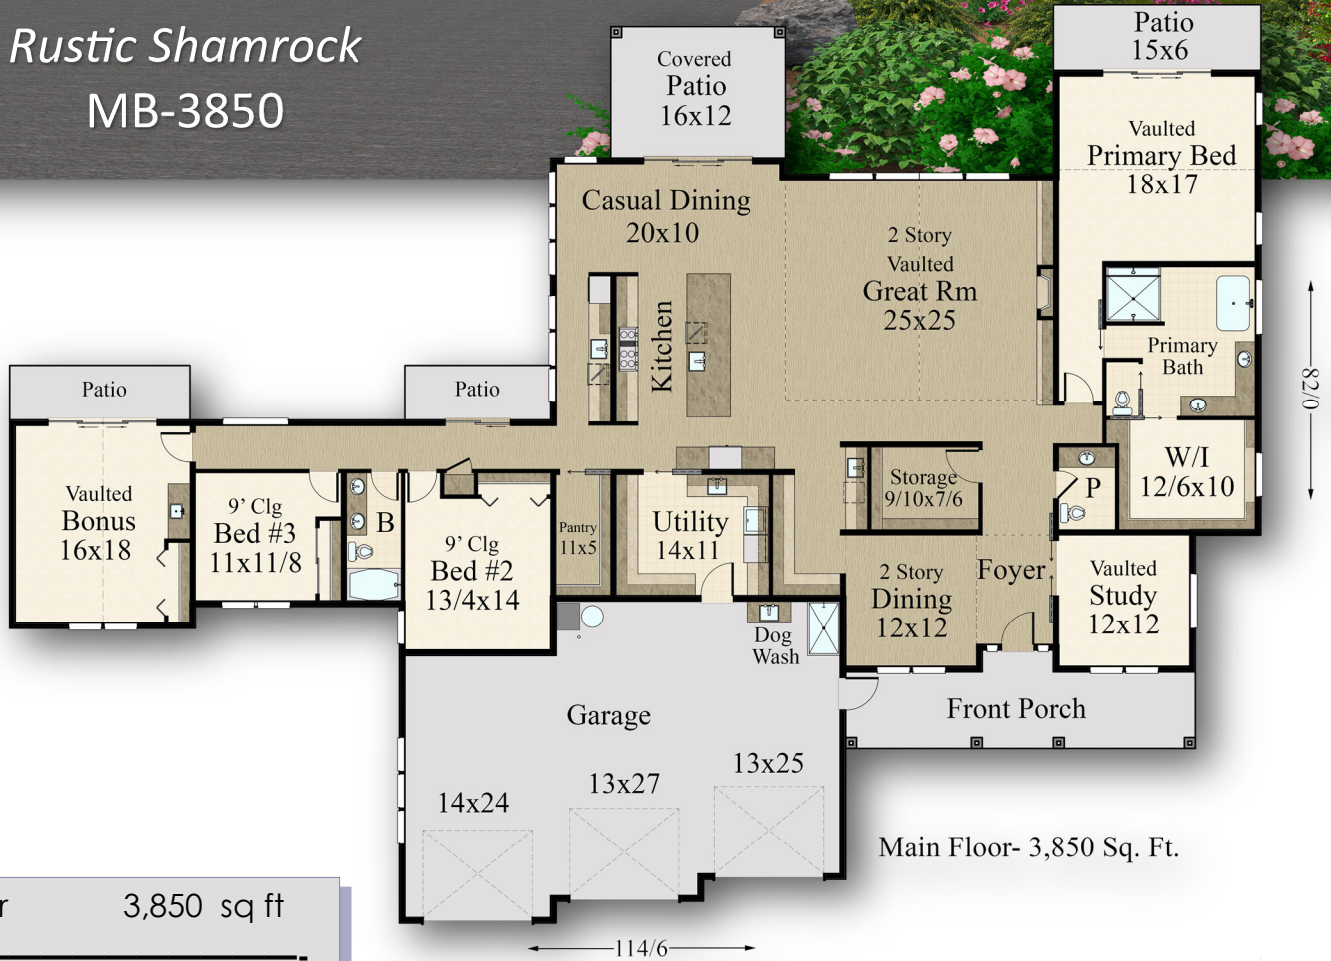 Rustic Shamrock
MB-3850
Covered
Patio
16x12
Patio
15x6
Vaulted
Primary Bed
18x17
Casual Dining
20x10
2 Story
Vaulted
Great Rm
25x25
Kitchen
Primary
Bath
82/0
Patio
Patio
W/I
12/6x10
Storage
9/10x7/6
P
Vaulted
Bonus
16x18
9' Clg
Bed #3
11x11/8
B
9' Clg
Bed #2
13/4x14
Pantry
11x5
Utility
14x11
2 Story
Dining
12x12
Foyer
Vaulted
Study
12x12
Dog
Wash
Garage
Front Porch
14x24
13x27
13x25
Main Floor- 3,850 Sq. Ft.
r 3,850 sq ft
114/6